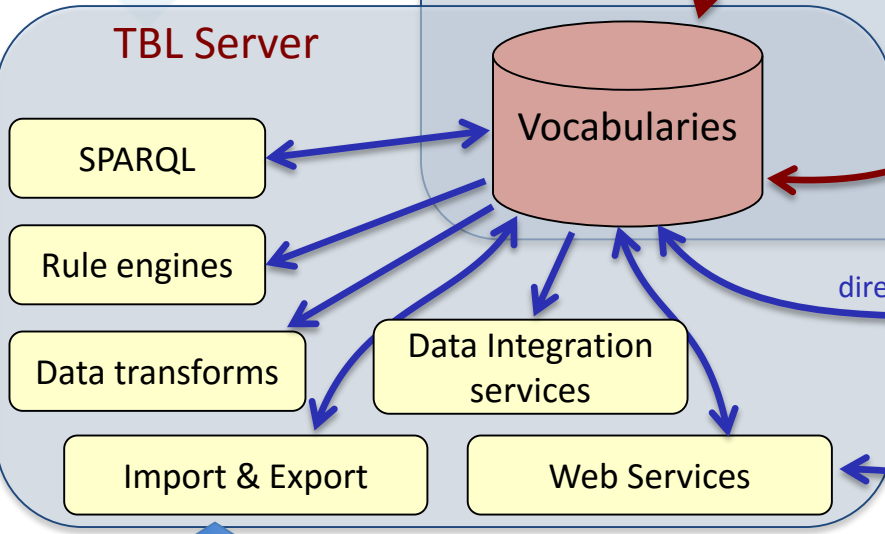 TBL Server
Vocabularies
SPARQL
Rule engines
dire
Data transforms
Data Integration
services
Import & Export
Web Services